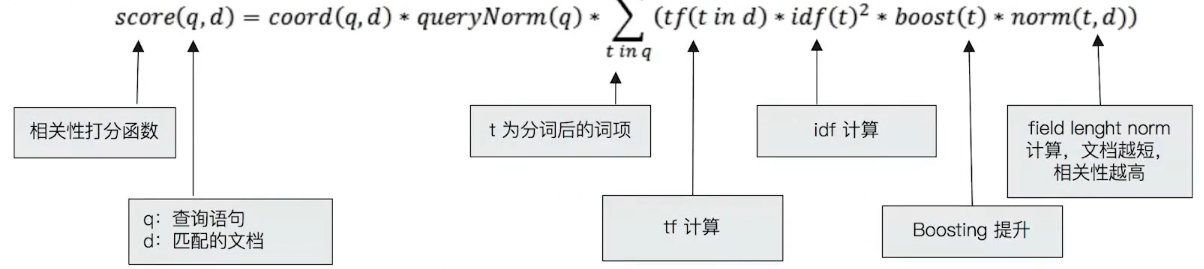 score(q, d) = coord(q, d) * queryNorm(q) * ∑ (tf(t in d) * idf(t)² * boost(t) * norm(t, d))
t in q
相关性打分函数
t 为分词后的词项
idf 计算
field lenght norm
计算，文档越短，
相关性越高
q：查询语句
d：匹配的文档
tf 计算
Boosting 提升